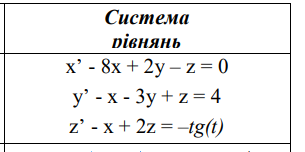 Система
рівнянь
x’ - 8x + 2y – z = 0
y’ - x - 3y + z = 4
z’ - x + 2z = –tg(t)